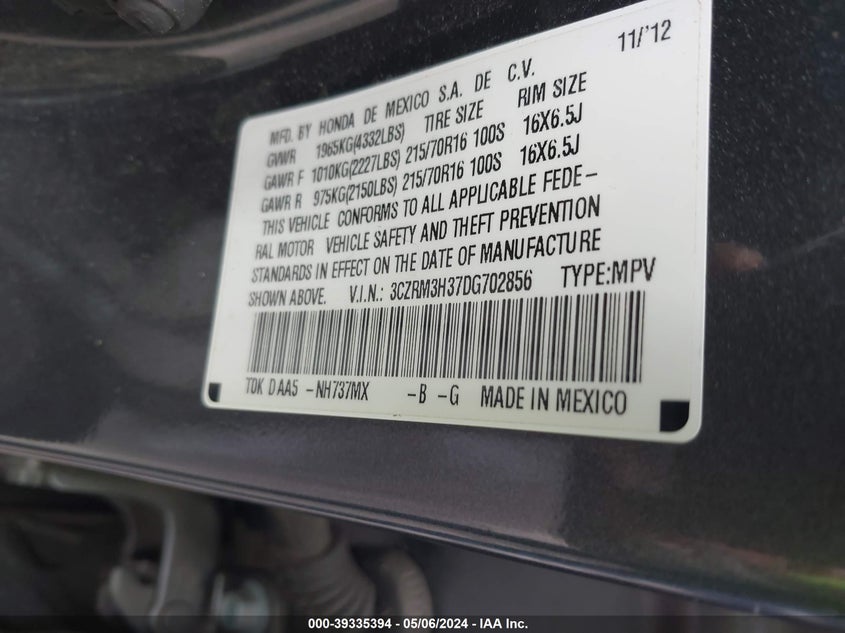 11/'12
MFD. BY HONDA DE MEXICO S.A. DE C.V.
GVWR 1965KG(4332LBS) TIRE SIZE RIM SIZE
GAWR F 1010KG(2227LBS) 215/70R16 100S 16X6.5J
GAWR R 975KG(2150LBS) 215/70R16 100S 16X6.5J
THIS VEHICLE CONFORMS TO ALL APPLICABLE FEDE-
RAL MOTOR VEHICLE SAFETY AND THEFT PREVENTION
STANDARDS IN EFFECT ON THE DATE OF MANUFACTURE
SHOWN ABOVE. V.I.N.: 3CZRM3H37DG702856 TYPE:MPV
TDK D AA5 -NH737MX -B -G MADE IN MEXICO
000-39335394 - 05/06/2024 - IAA Inc.